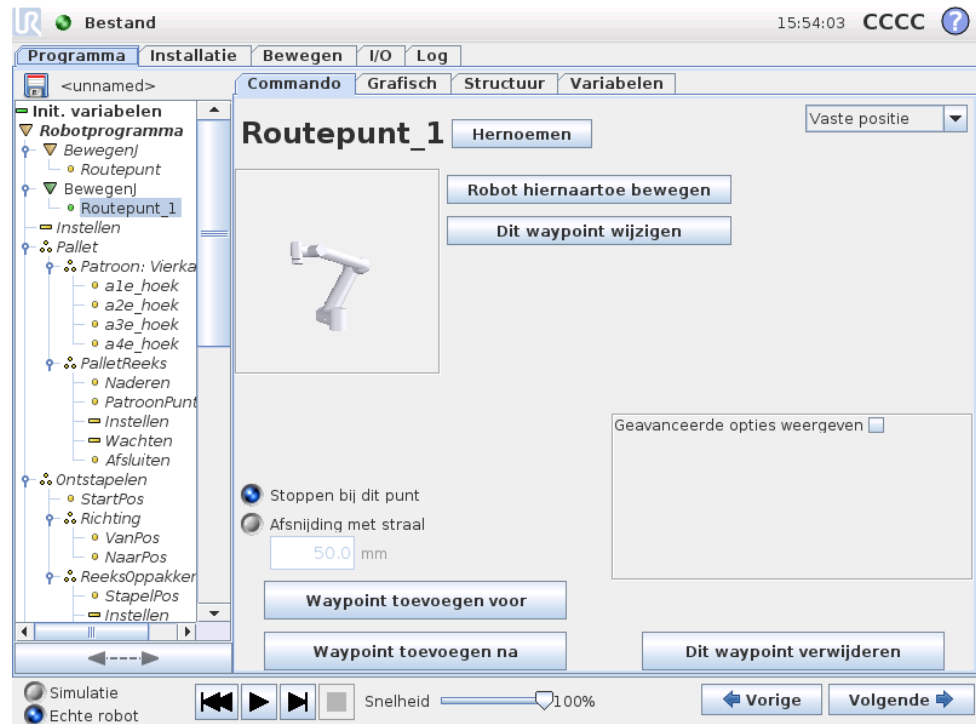 UR Bestand 15:54:03 CCCC ?
Programma Installatie Bewegen I/O Log
<unnamed>
Commando Grafisch Structuur Variabelen
Init. variabelen
Robotprogramma
BewegenJ
Routepunt
BewegenJ
Routepunt_1
Instellen
Pallet
Patroon: Vierka
a1e_hoek
a2e_hoek
a3e_hoek
a4e_hoek
PalletReeks
Naderen
PatroonPunt
Instellen
Wachten
Afsluiten
Ontstapelen
StartPos
Richting
VanPos
NaarPos
ReeksOppakker
StapelPos
Instellen
Routepunt_1 Hernoemen
Vaste positie
Robot hiernaartoe bewegen
Dit waypoint wijzigen
Geavanceerde opties weergeven
Stoppen bij dit punt
Afsnijding met straal
50.0 mm
Waypoint toevoegen voor
Waypoint toevoegen na
Dit waypoint verwijderen
Simulatie
Echte robot
Snelheid 100%
Vorige
Volgende